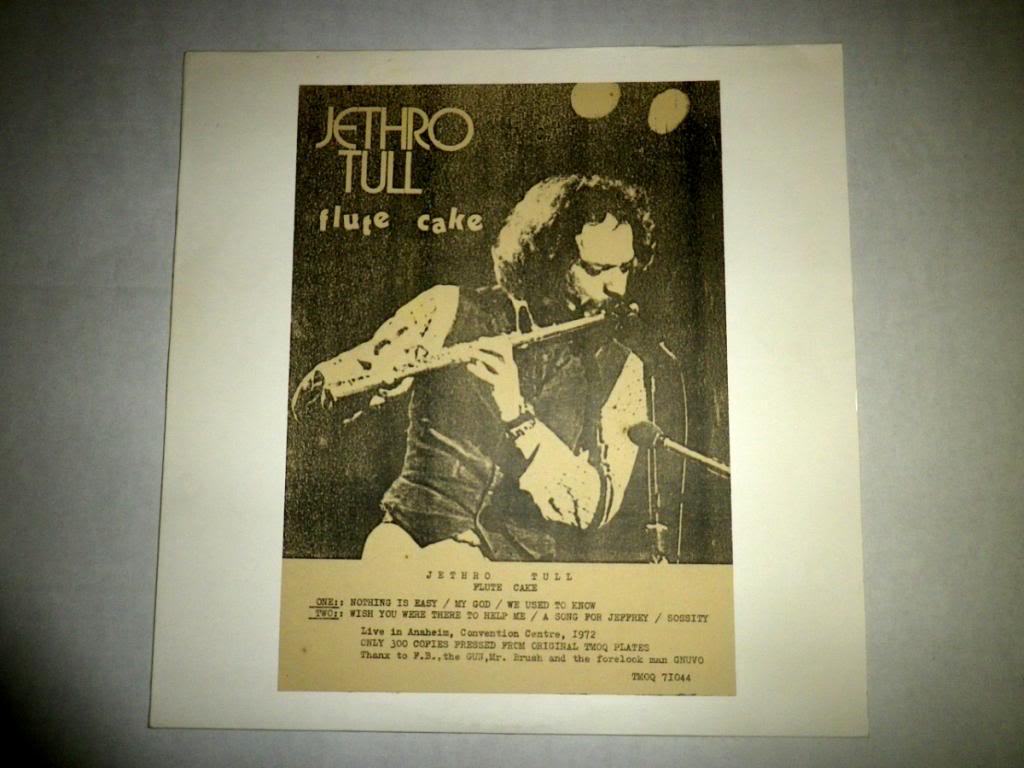 JETHRO
TULL
flute cake
JETHRO TULL
FLUTE CAKE
ONE:: NOTHING IS EASY / MY GOD / WE USED TO KNOW
TWO:: WISH YOU WERE THERE TO HELP ME / A SONG FOR JEFFREY / SOSSITY
Live in Anaheim, Convention Centre, 1972
ONLY 300 COPIES PRESSED FROM ORIGINAL TMOQ PLATES
Thanx to F.B.,the GUN,Mr. Brush and the forelock man GNUVO
TMOQ 71044